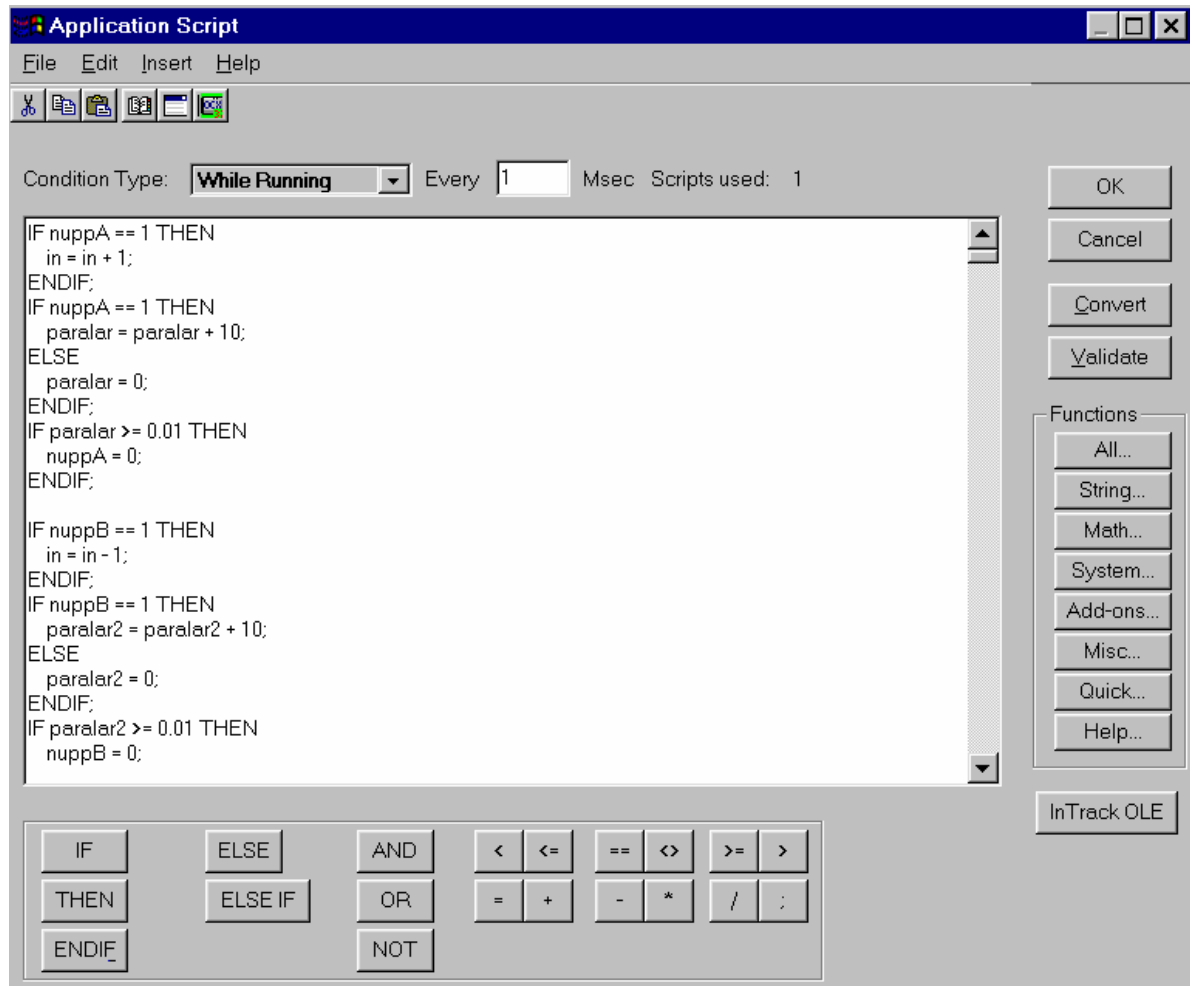 Application Script
File Edit Insert Help
Condition Type: While Running Every 1 Msec Scripts used: 1
IF nuppA == 1 THEN
in = in + 1;
ENDIF;
IF nuppA == 1 THEN
paralar = paralar + 10;
ELSE
paralar = 0;
ENDIF;
IF paralar >= 0.01 THEN
nuppA = 0;
ENDIF;

IF nuppB == 1 THEN
in = in - 1;
ENDIF;
IF nuppB == 1 THEN
paralar2 = paralar2 + 10;
ELSE
paralar2 = 0;
ENDIF;
IF paralar2 >= 0.01 THEN
nuppB = 0;
OK
Cancel
Convert
Validate
Functions
All...
String...
Math...
System...
Add-ons...
Misc...
Quick...
Help...
InTrack OLE
IF ELSE AND < <= == <> >= >
THEN ELSE IF OR = + - * / ;
ENDIF NOT